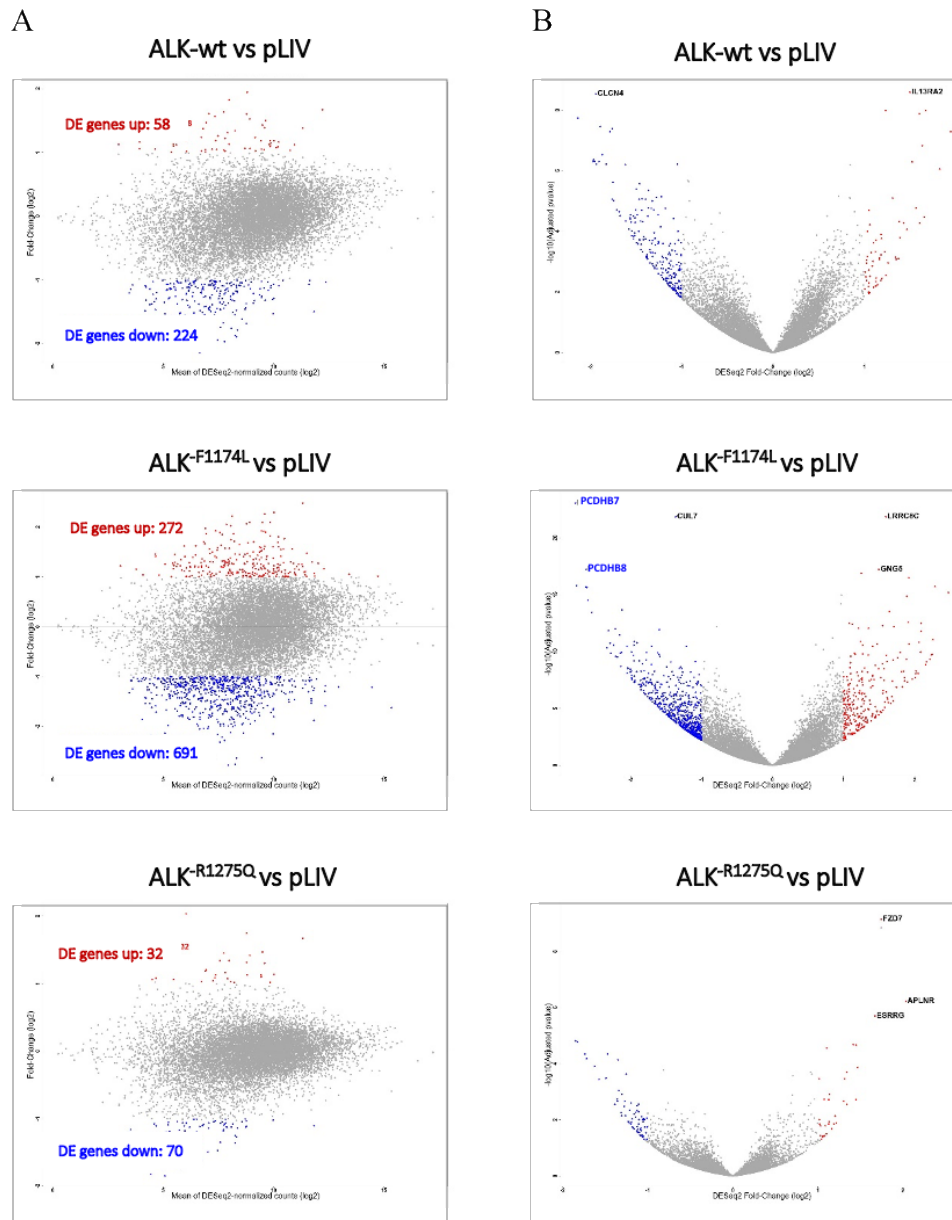 A
B
ALK-wt vs pLIV
ALK-wt vs pLIV
DE genes up: 58
DE genes down: 224
Fold-Change (log2)
Mean of DESeq2-normalized counts (log2)
-CLCN4
-IL13RA2
-log10(Adjusted pvalue)
DESeq2 Fold-Change (log2)
ALK-F1174L vs pLIV
ALK-F1174L vs pLIV
DE genes up: 272
DE genes down: 691
Fold-Change (log2)
Mean of DESeq2-normalized counts (log2)
PCDHB7
-CUL7
-LRRC8C
-PCDHB8
-log10(Adjusted pvalue)
DESeq2 Fold-Change (log2)
ALK-R1275Q vs pLIV
ALK-R1275Q vs pLIV
DE genes up: 32
32
DE genes down: 70
Fold-Change (log2)
Mean of DESeq2-normalized counts (log2)
-FZD7
-APLNR
-ESRRG
-log10(Adjusted pvalue)
DESeq2 Fold-Change (log2)